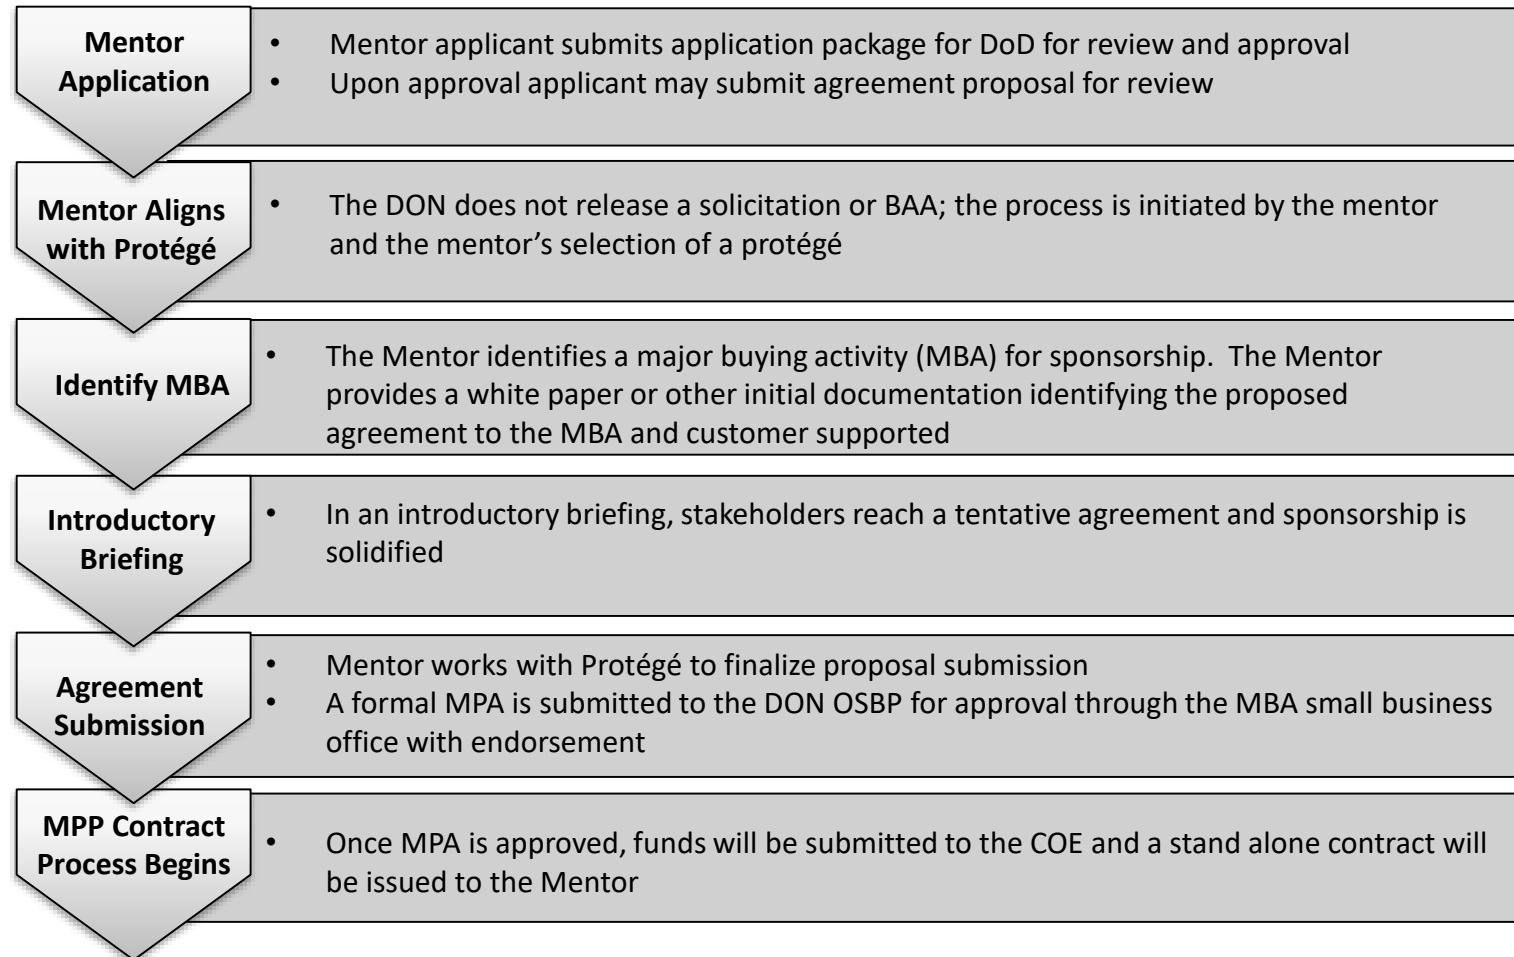 Mentor
Application
• Mentor applicant submits application package for DoD for review and approval
• Upon approval applicant may submit agreement proposal for review
Mentor Aligns
with Protégé
• The DON does not release a solicitation or BAA; the process is initiated by the mentor
and the mentor’s selection of a protégé
Identify MBA
• The Mentor identifies a major buying activity (MBA) for sponsorship.  The Mentor
provides a white paper or other initial documentation identifying the proposed
agreement to the MBA and customer supported
Introductory
Briefing
• In an introductory briefing, stakeholders reach a tentative agreement and sponsorship is
solidified
Agreement
Submission
• Mentor works with Protégé to finalize proposal submission
• A formal MPA is submitted to the DON OSBP for approval through the MBA small business
office with endorsement
MPP Contract
Process Begins
• Once MPA is approved, funds will be submitted to the COE and a stand alone contract will
be issued to the Mentor